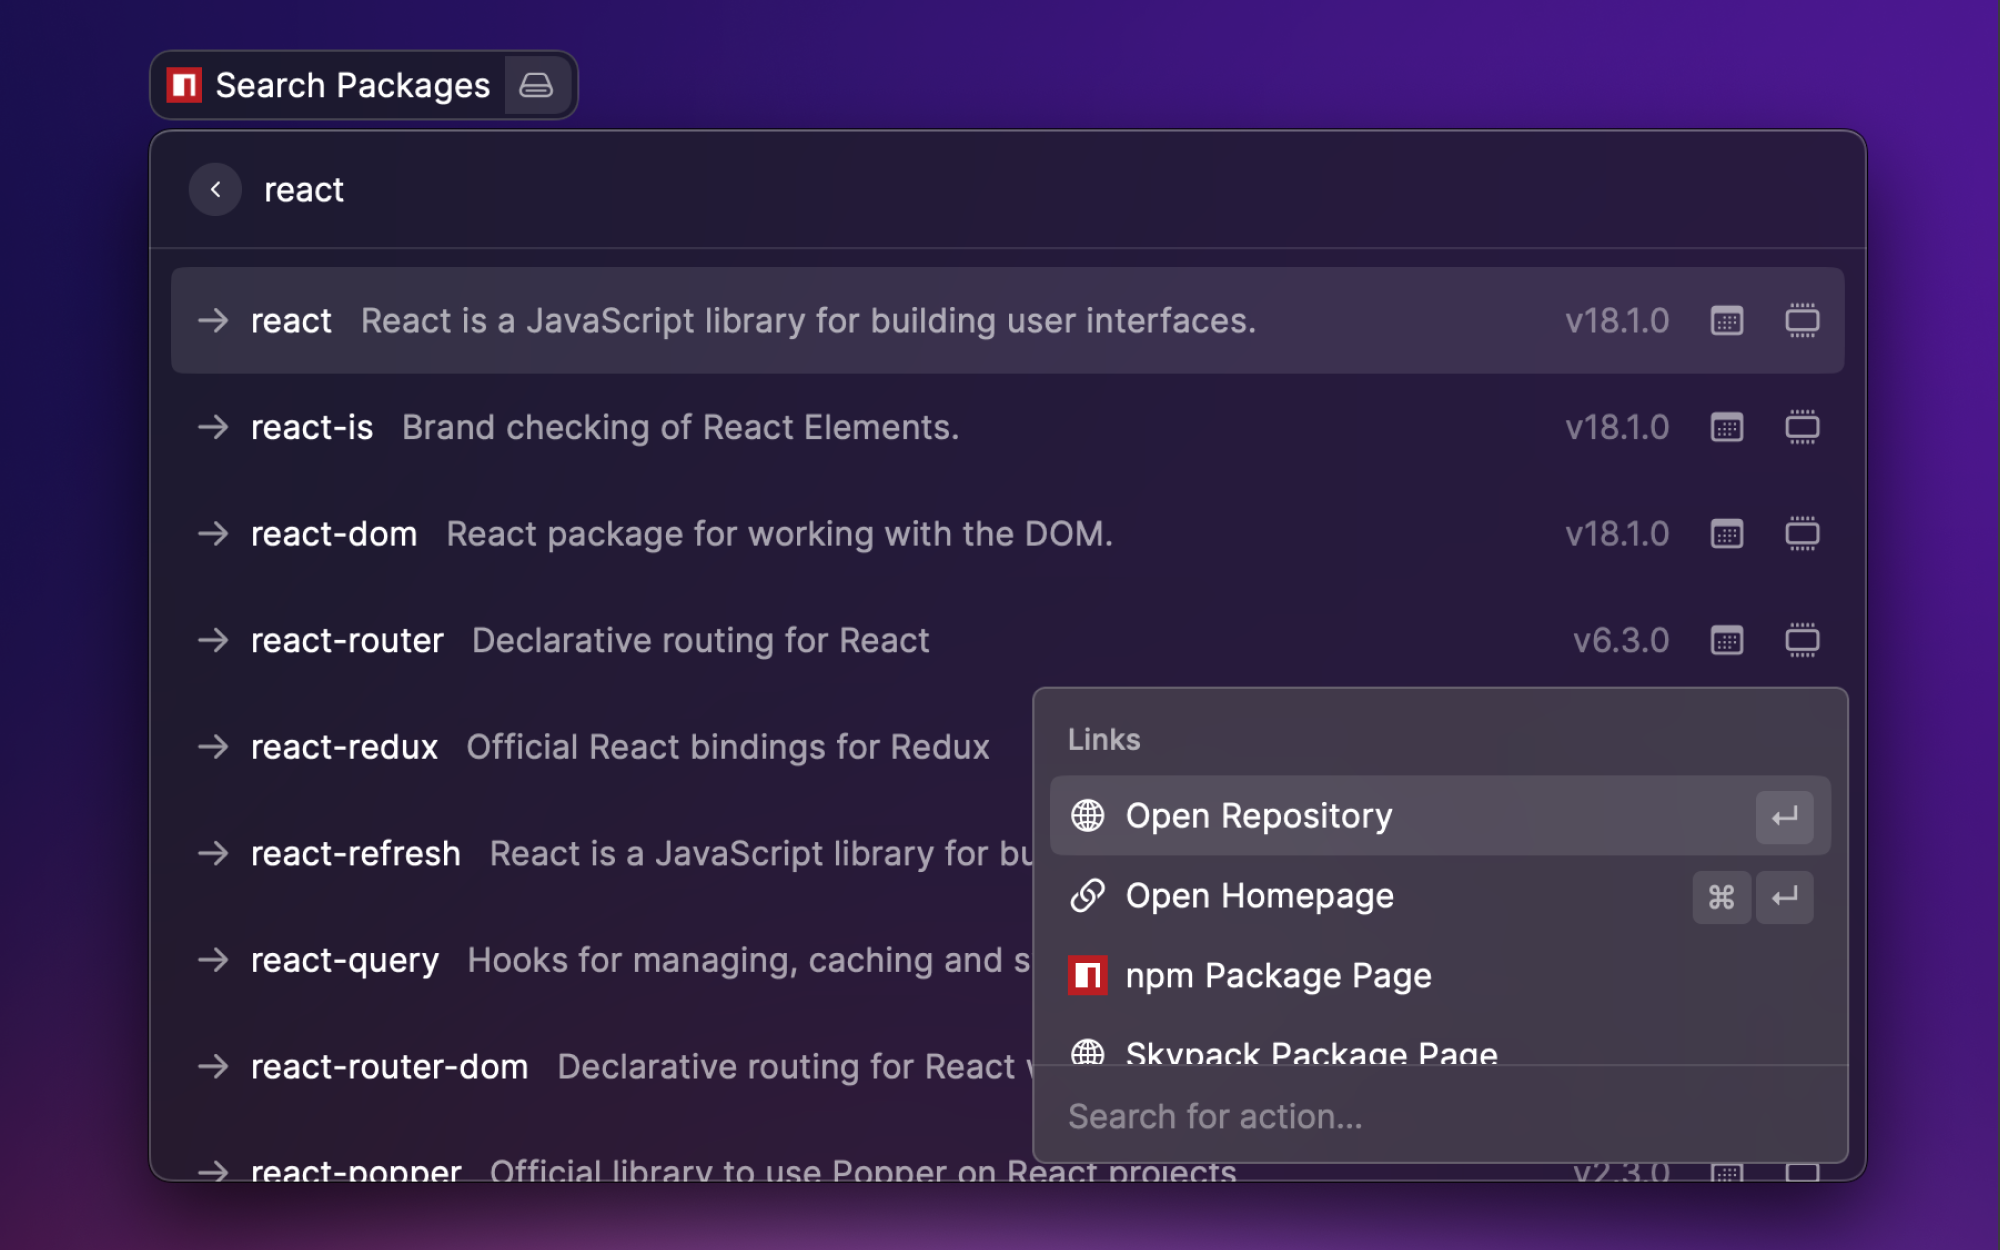 Search Packages
react
react React is a JavaScript library for building user interfaces. v18.1.0
react-is Brand checking of React Elements. v18.1.0
react-dom React package for working with the DOM. v18.1.0
react-router Declarative routing for React v6.3.0
react-redux Official React bindings for Redux
react-refresh React is a JavaScript library for bu
react-query Hooks for managing, caching and s
react-router-dom Declarative routing for React
react-popper Official library to use Popper on React projects v2.3.0
Links
Open Repository ↵
Open Homepage ⌘ ↵
npm Package Page
Skypack Package Page
Search for action...